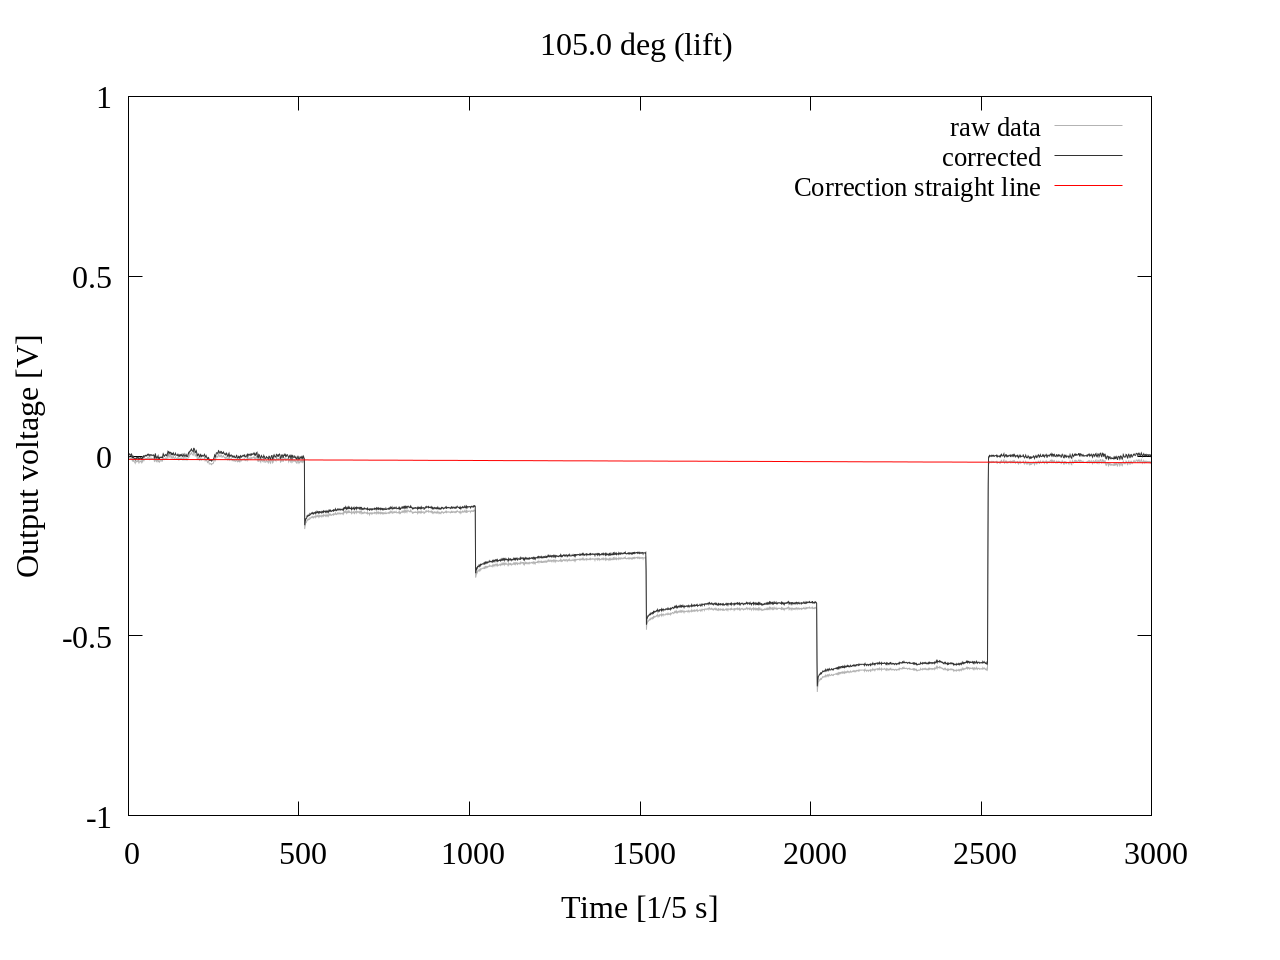 105.0 deg (lift)
1
raw data
corrected
Correction straight line
0.5
0
-0.5
-1
Output voltage [V]
0 500 1000 1500 2000 2500 3000
Time [1/5 s]